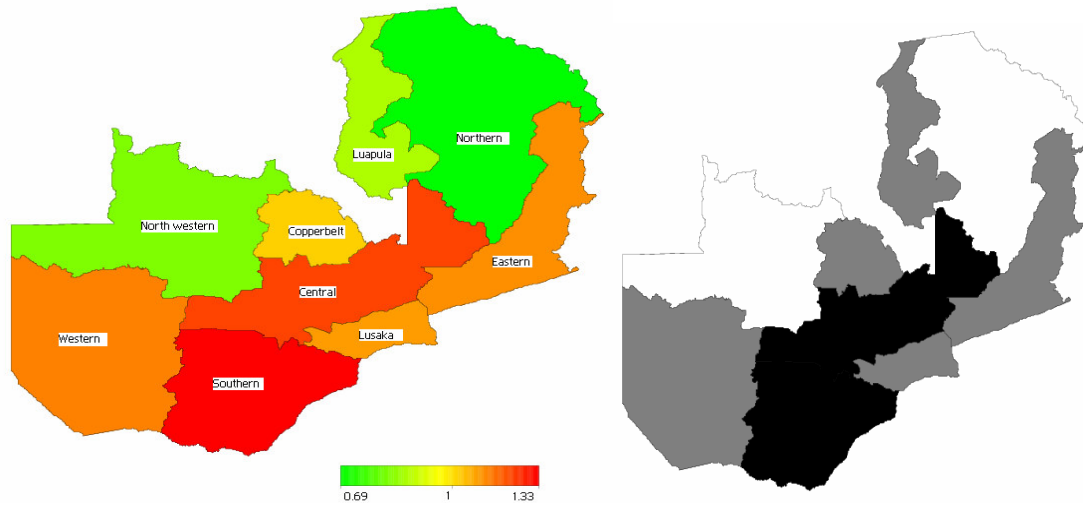 Northern
Luapula
North western
Copperbelt
Eastern
Central
Western
Lusaka
Southern
0.69 1 1.33